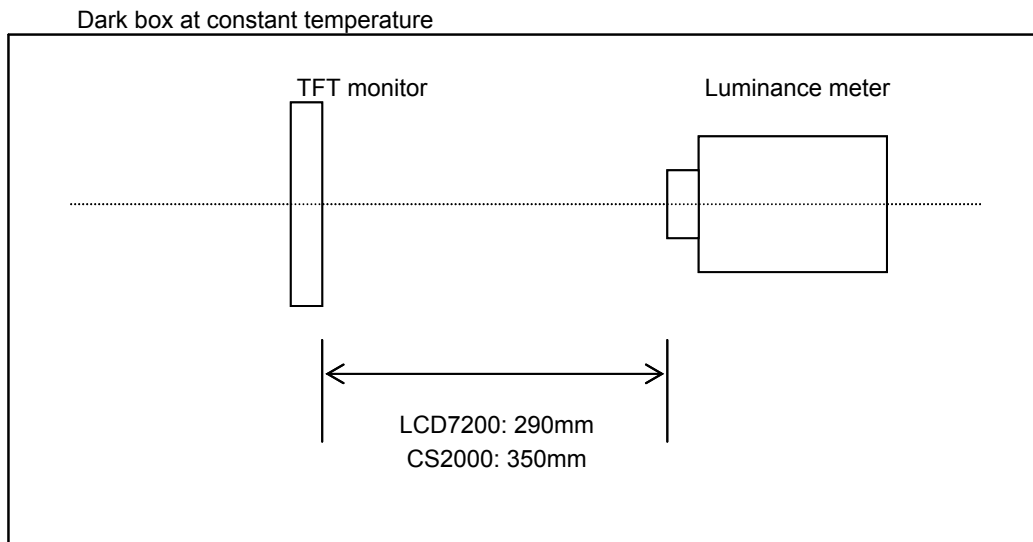 Dark box at constant temperature
TFT monitor
Luminance meter
LCD7200: 290mm
CS2000: 350mm